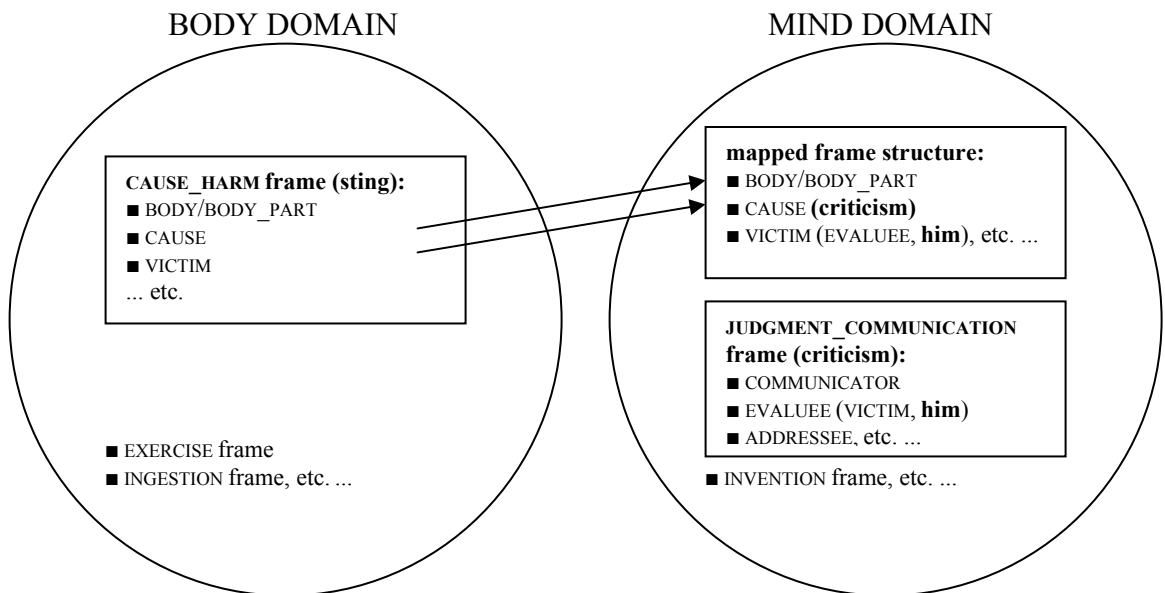 BODY DOMAIN
CAUSE_HARM frame (sting):
■ BODY/BODY_PART
■ CAUSE
■ VICTIM
... etc.
■ EXERCISE frame
■ INGESTION frame, etc. ...
MIND DOMAIN
mapped frame structure:
■ BODY/BODY_PART
■ CAUSE (criticism)
■ VICTIM (EVALUEE, him), etc. ...
JUDGMENT_COMMUNICATION
frame (criticism):
■ COMMUNICATOR
■ EVALUEE (VICTIM, him)
■ ADDRESSEE, etc. ...
■ INVENTION frame, etc. ...